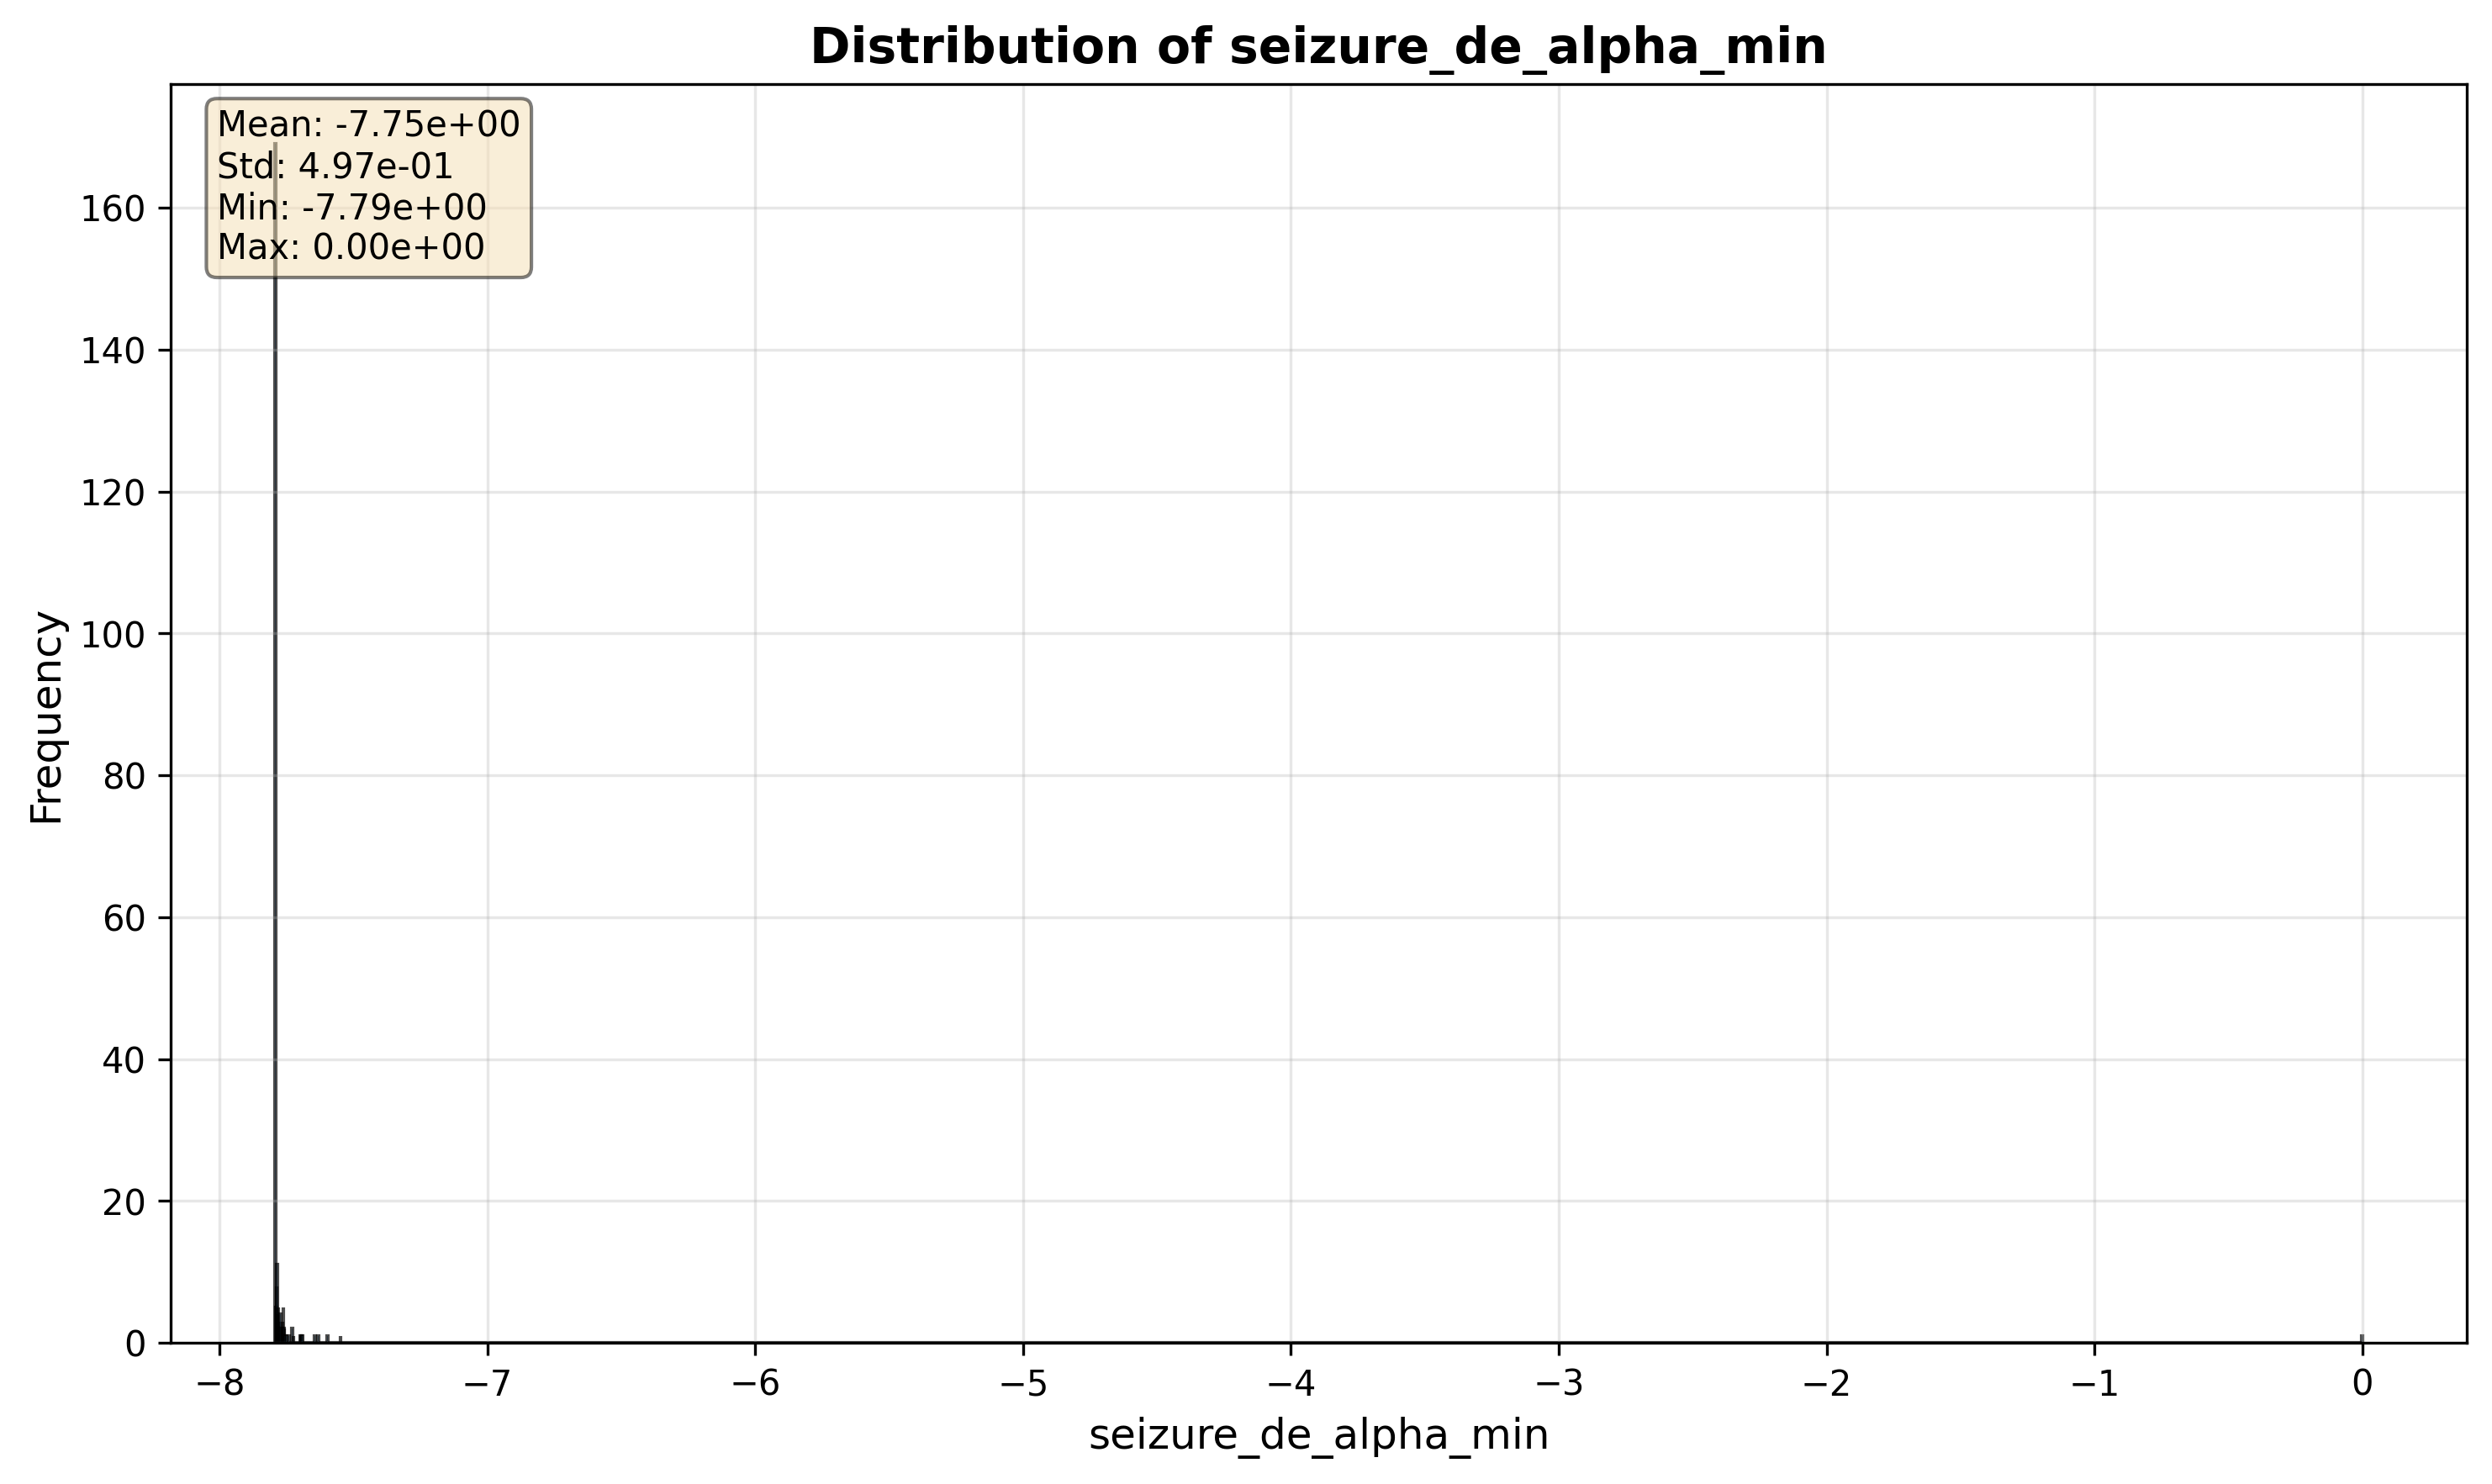 Distribution of seizure_de_alpha_min
Mean: -7.75e+00
Std: 4.97e-01
Min: -7.79e+00
Max: 0.00e+00
160
140
120
100
80
60
40
20
0
Frequency
−8
−7
−6
−5
−4
−3
−2
−1
0
seizure_de_alpha_min